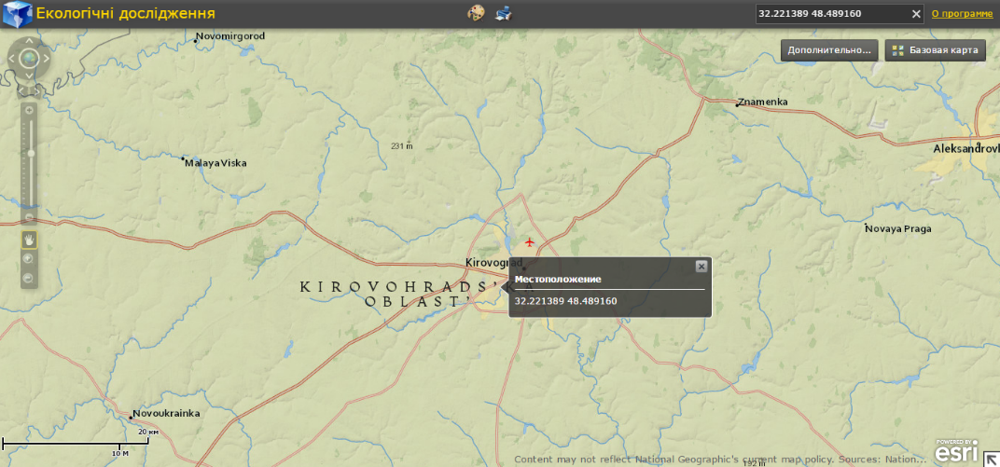 Екологічні дослідження
32.221389 48.489160
О программе
Дополнительно...
Базовая карта
Novomirgorod
Znamenka
231 m
Malaya Viska
Novaya Praga
Kirovograd
KIROVOHRADS'KA
OBLAST'
Местоположение
32.221389 48.489160
Novoukrainka
20 км
10 М
192 m
Content may not reflect National Geographic's current map policy. Sources: Nation...
POWERED BY
esri